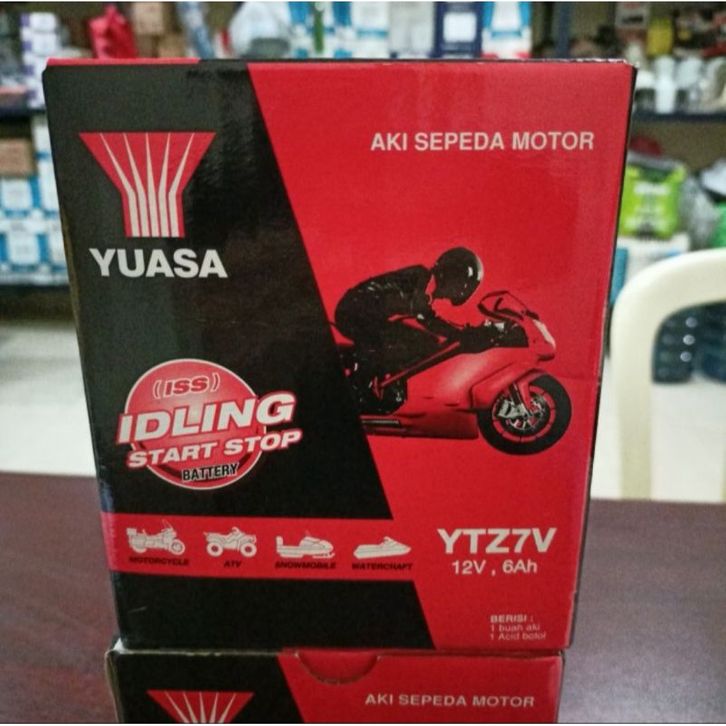 AKI SEPEDA MOTOR
YUASA
(ISS)
IDLING
START STOP
BATTERY
MOTORCYCLE
ATV
SNOWMOBILE
WATERCRAFT
YTZ7V
12V , 6Ah
BERISI :
1 buah aki
1 Acid botol
YUASA
AKI SEPEDA MOTOR